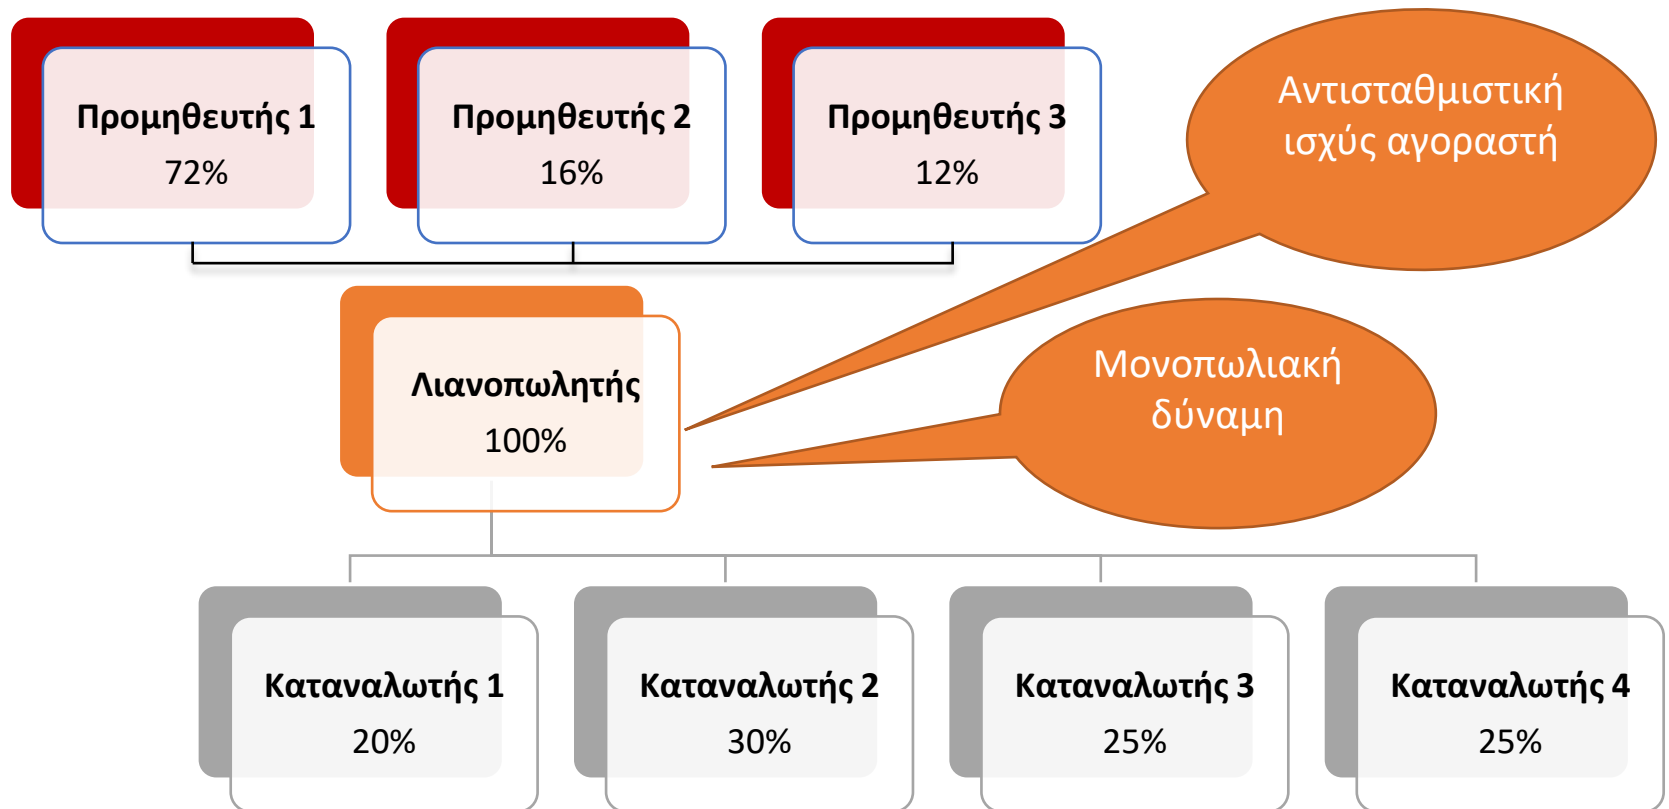 Προμηθευτής 1
72%
Προμηθευτής 2
16%
Προμηθευτής 3
12%
Αντισταθμιστική
ισχύς αγοραστή
Λιανοπωλητής
100%
Μονοπωλιακή
δύναμη
Καταναλωτής 1
20%
Καταναλωτής 2
30%
Καταναλωτής 3
25%
Καταναλωτής 4
25%